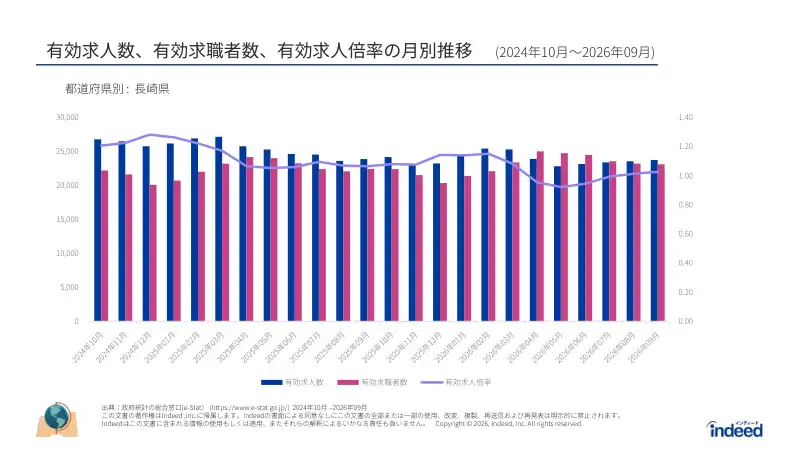 有効求人数、有効求職者数、有効求人倍率の月別推移 (2024年10月～2026年09月)
都道府県別 : 長崎県
30,000
25,000
20,000
15,000
10,000
5,000
0
1.40
1.20
1.00
0.80
0.60
0.40
0.20
0.00
2024年10月 2024年11月 2024年12月 2025年01月 2025年02月 2025年03月 2025年04月 2025年05月 2025年06月 2025年07月 2025年08月 2025年09月 2025年10月 2025年11月 2025年12月 2026年01月 2026年02月 2026年03月 2026年04月 2026年05月 2026年06月 2026年07月 2026年08月 2026年09月
有効求人数 有効求職者数 有効求人倍率
出典：政府統計の総合窓口(e-Stat) (https://www.e-stat.go.jp/) 2024年10月 –2026年09月
この文書の著作権はIndeed ,inc.に帰属します。Indeedの書面による同意なしにこの文書の全部または一部の使用、改変、複製、再送信および再発表は明示的に禁止されます。
Indeedはこの文書に含まれる情報の使用もしくは適用、またそれらの解釈によるいかなる責任も負いません。 Copyright © 2026, Indeed, Inc. All rights reserved.
インディード
indeed